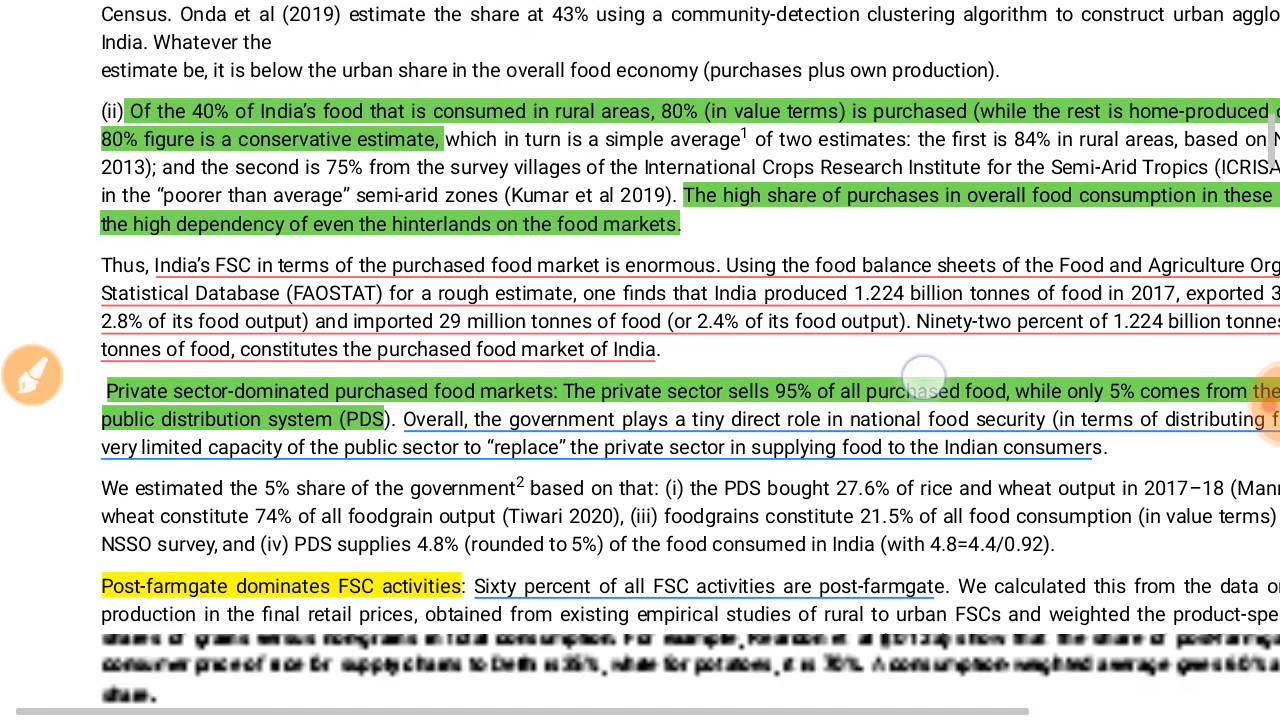 Census. Onda et al (2019) estimate the share at 43% using a community-detection clustering algorithm to construct urban
India. Whatever the
estimate be, it is below the urban share in the overall food economy (purchases plus own production).
(ii) Of the 40% of India's food that is consumed in rural areas, 80% (in value terms) is purchased (while the rest is home-produced
80% figure is a conservative estimate, which in turn is a simple average1 of two estimates: the first is 84% in rural areas, based on
2013); and the second is 75% from the survey villages of the International Crops Research Institute for the Semi-Arid Tropics (ICRISA
in the “poorer than average” semi-arid zones (Kumar et al 2019). The high share of purchases in overall food consumption in these
the high dependency of even the hinterlands on the food markets.
Thus, India's FSC in terms of the purchased food market is enormous. Using the food balance sheets of the Food and Agriculture Org
Statistical Database (FAOSTAT) for a rough estimate, one finds that India produced 1.224 billion tonnes of food in 2017, exported 3
2.8% of its food output) and imported 29 million tonnes of food (or 2.4% of its food output). Ninety-two percent of 1.224 billion tonnes
tonnes of food, constitutes the purchased food market of India.
Private sector-dominated purchased food markets: The private sector sells 95% of all purchased food, while only 5% comes from the
public distribution system (PDS). Overall, the government plays a tiny direct role in national food security (in terms of distributing f
very limited capacity of the public sector to “replace” the private sector in supplying food to the Indian consumers.
We estimated the 5% share of the government2 based on that: (i) the PDS bought 27.6% of rice and wheat output in 2017–18 (Mann
wheat constitute 74% of all foodgrain output (Tiwari 2020), (iii) foodgrains constitute 21.5% of all food consumption (in value terms)
NSSO survey, and (iv) PDS supplies 4.8% (rounded to 5%) of the food consumed in India (with 4.8=4.4/0.92).
Post-farmgate dominates FSC activities: Sixty percent of all FSC activities are post-farmgate. We calculated this from the data on
production in the final retail prices, obtained from existing empirical studies of rural to urban FSCs and weighted the product-spe